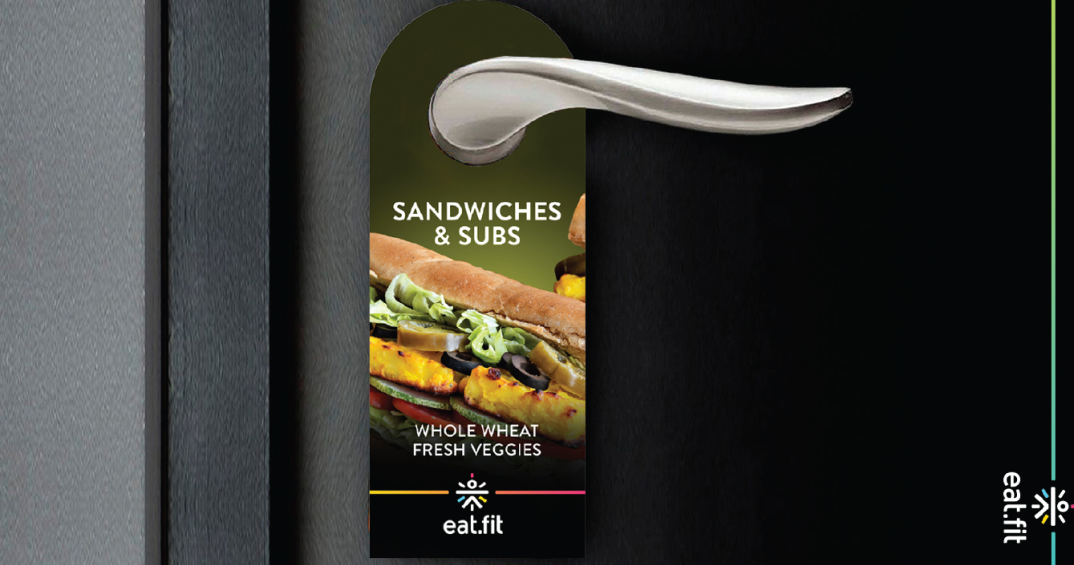 SANDWICHES
& SUBS
WHOLE WHEAT
FRESH VEGGIES
eat.fit
eat.fit